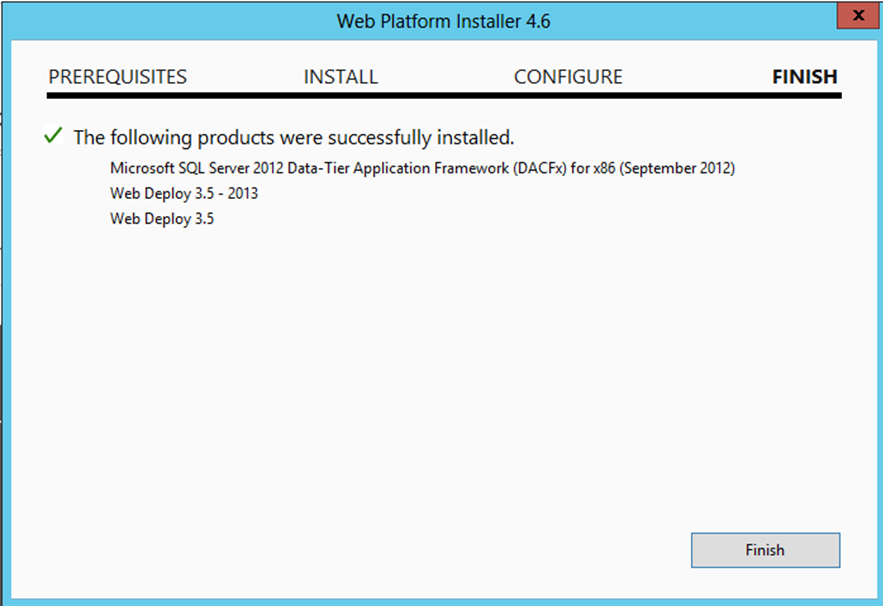 Web Platform Installer 4.6
x
PREREQUISITES INSTALL CONFIGURE FINISH
The following products were successfully installed.
Microsoft SQL Server 2012 Data-Tier Application Framework (DACFx) for x86 (September 2012)
Web Deploy 3.5 - 2013
Web Deploy 3.5
Finish